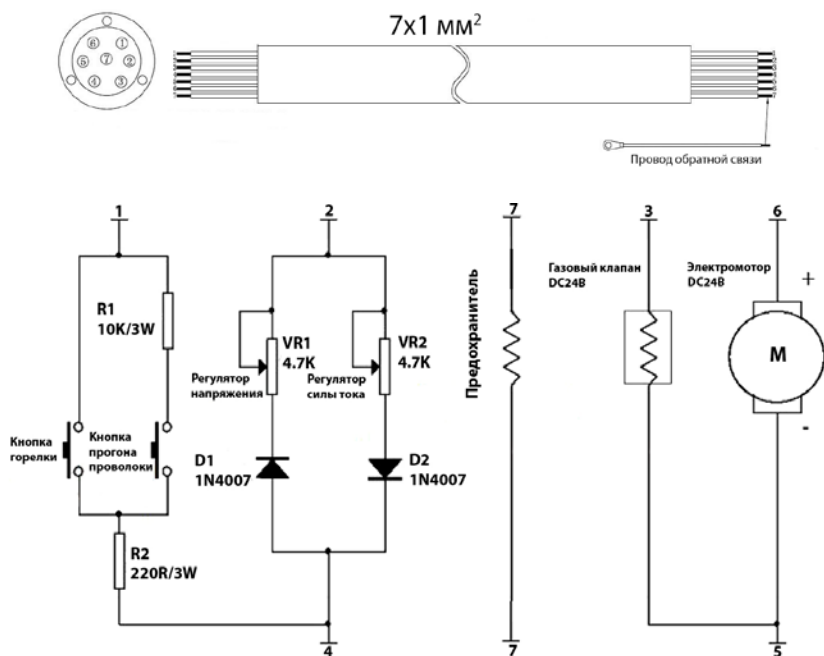 7x1 мм²
6 1
5 7 2
4 3
Провод обратной связи
1
2
7
3
6
R1
10K/3W
Кнопка
горелки
Кнопка
прогона
проволоки
R2
220R/3W
VR1
4.7K
Регулятор
напряжения
VR2
4.7K
Регулятор
силы тока
D1
1N4007
D2
1N4007
4
Предохранитель
7
Газовый клапан
DC24В
Электромотор
DC24В
+
M
-
5